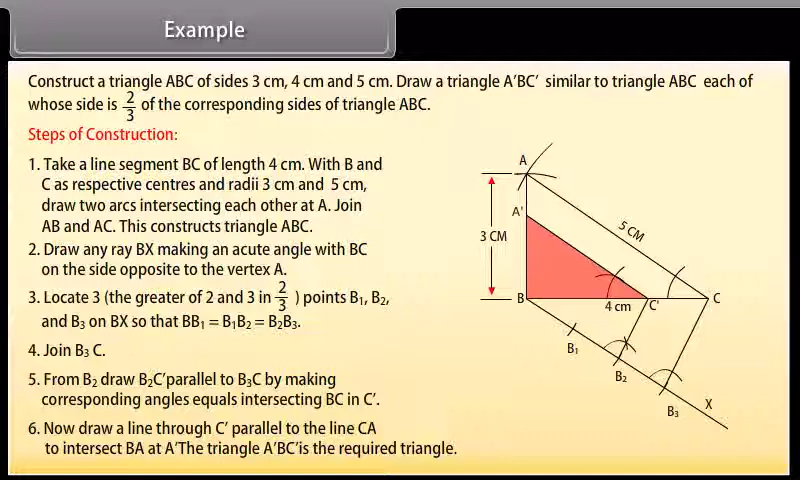 Example
Construct a triangle ABC of sides 3 cm, 4 cm and 5 cm. Draw a triangle A'BC' similar to triangle ABC each of
whose side is 2/3 of the corresponding sides of triangle ABC.
Steps of Construction:
1. Take a line segment BC of length 4 cm. With B and
C as respective centres and radii 3 cm and 5 cm,
draw two arcs intersecting each other at A. Join
AB and AC. This constructs triangle ABC.
2. Draw any ray BX making an acute angle with BC
on the side opposite to the vertex A.
3. Locate 3 (the greater of 2 and 3 in 2/3 ) points B₁, B₂,
and B₃ on BX so that BB₁ = B₁B₂ = B₂B₃.
4. Join B₃ C.
5. From B₂ draw B₂C'parallel to B₃C by making
corresponding angles equals intersecting BC in C'.
6. Now draw a line through C' parallel to the line CA
to intersect BA at A'The triangle A'BC'is the required triangle.
A
A'
5 CM
3 CM
B
4 cm
C'
C
B₁
B₂
B₃
X